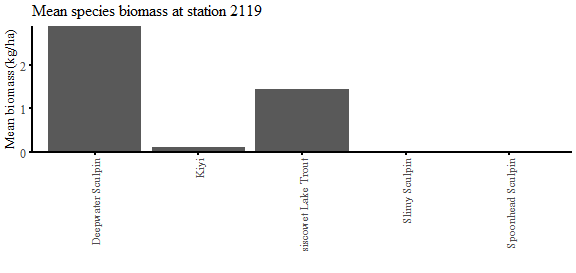 Mean species biomass at station 2119
Mean biomass (kg/ha)
2
1
0
Deepwater Sculpin
Kiyi
siscowet Lake Trout
Slimy Sculpin
Spoonhead Sculpin